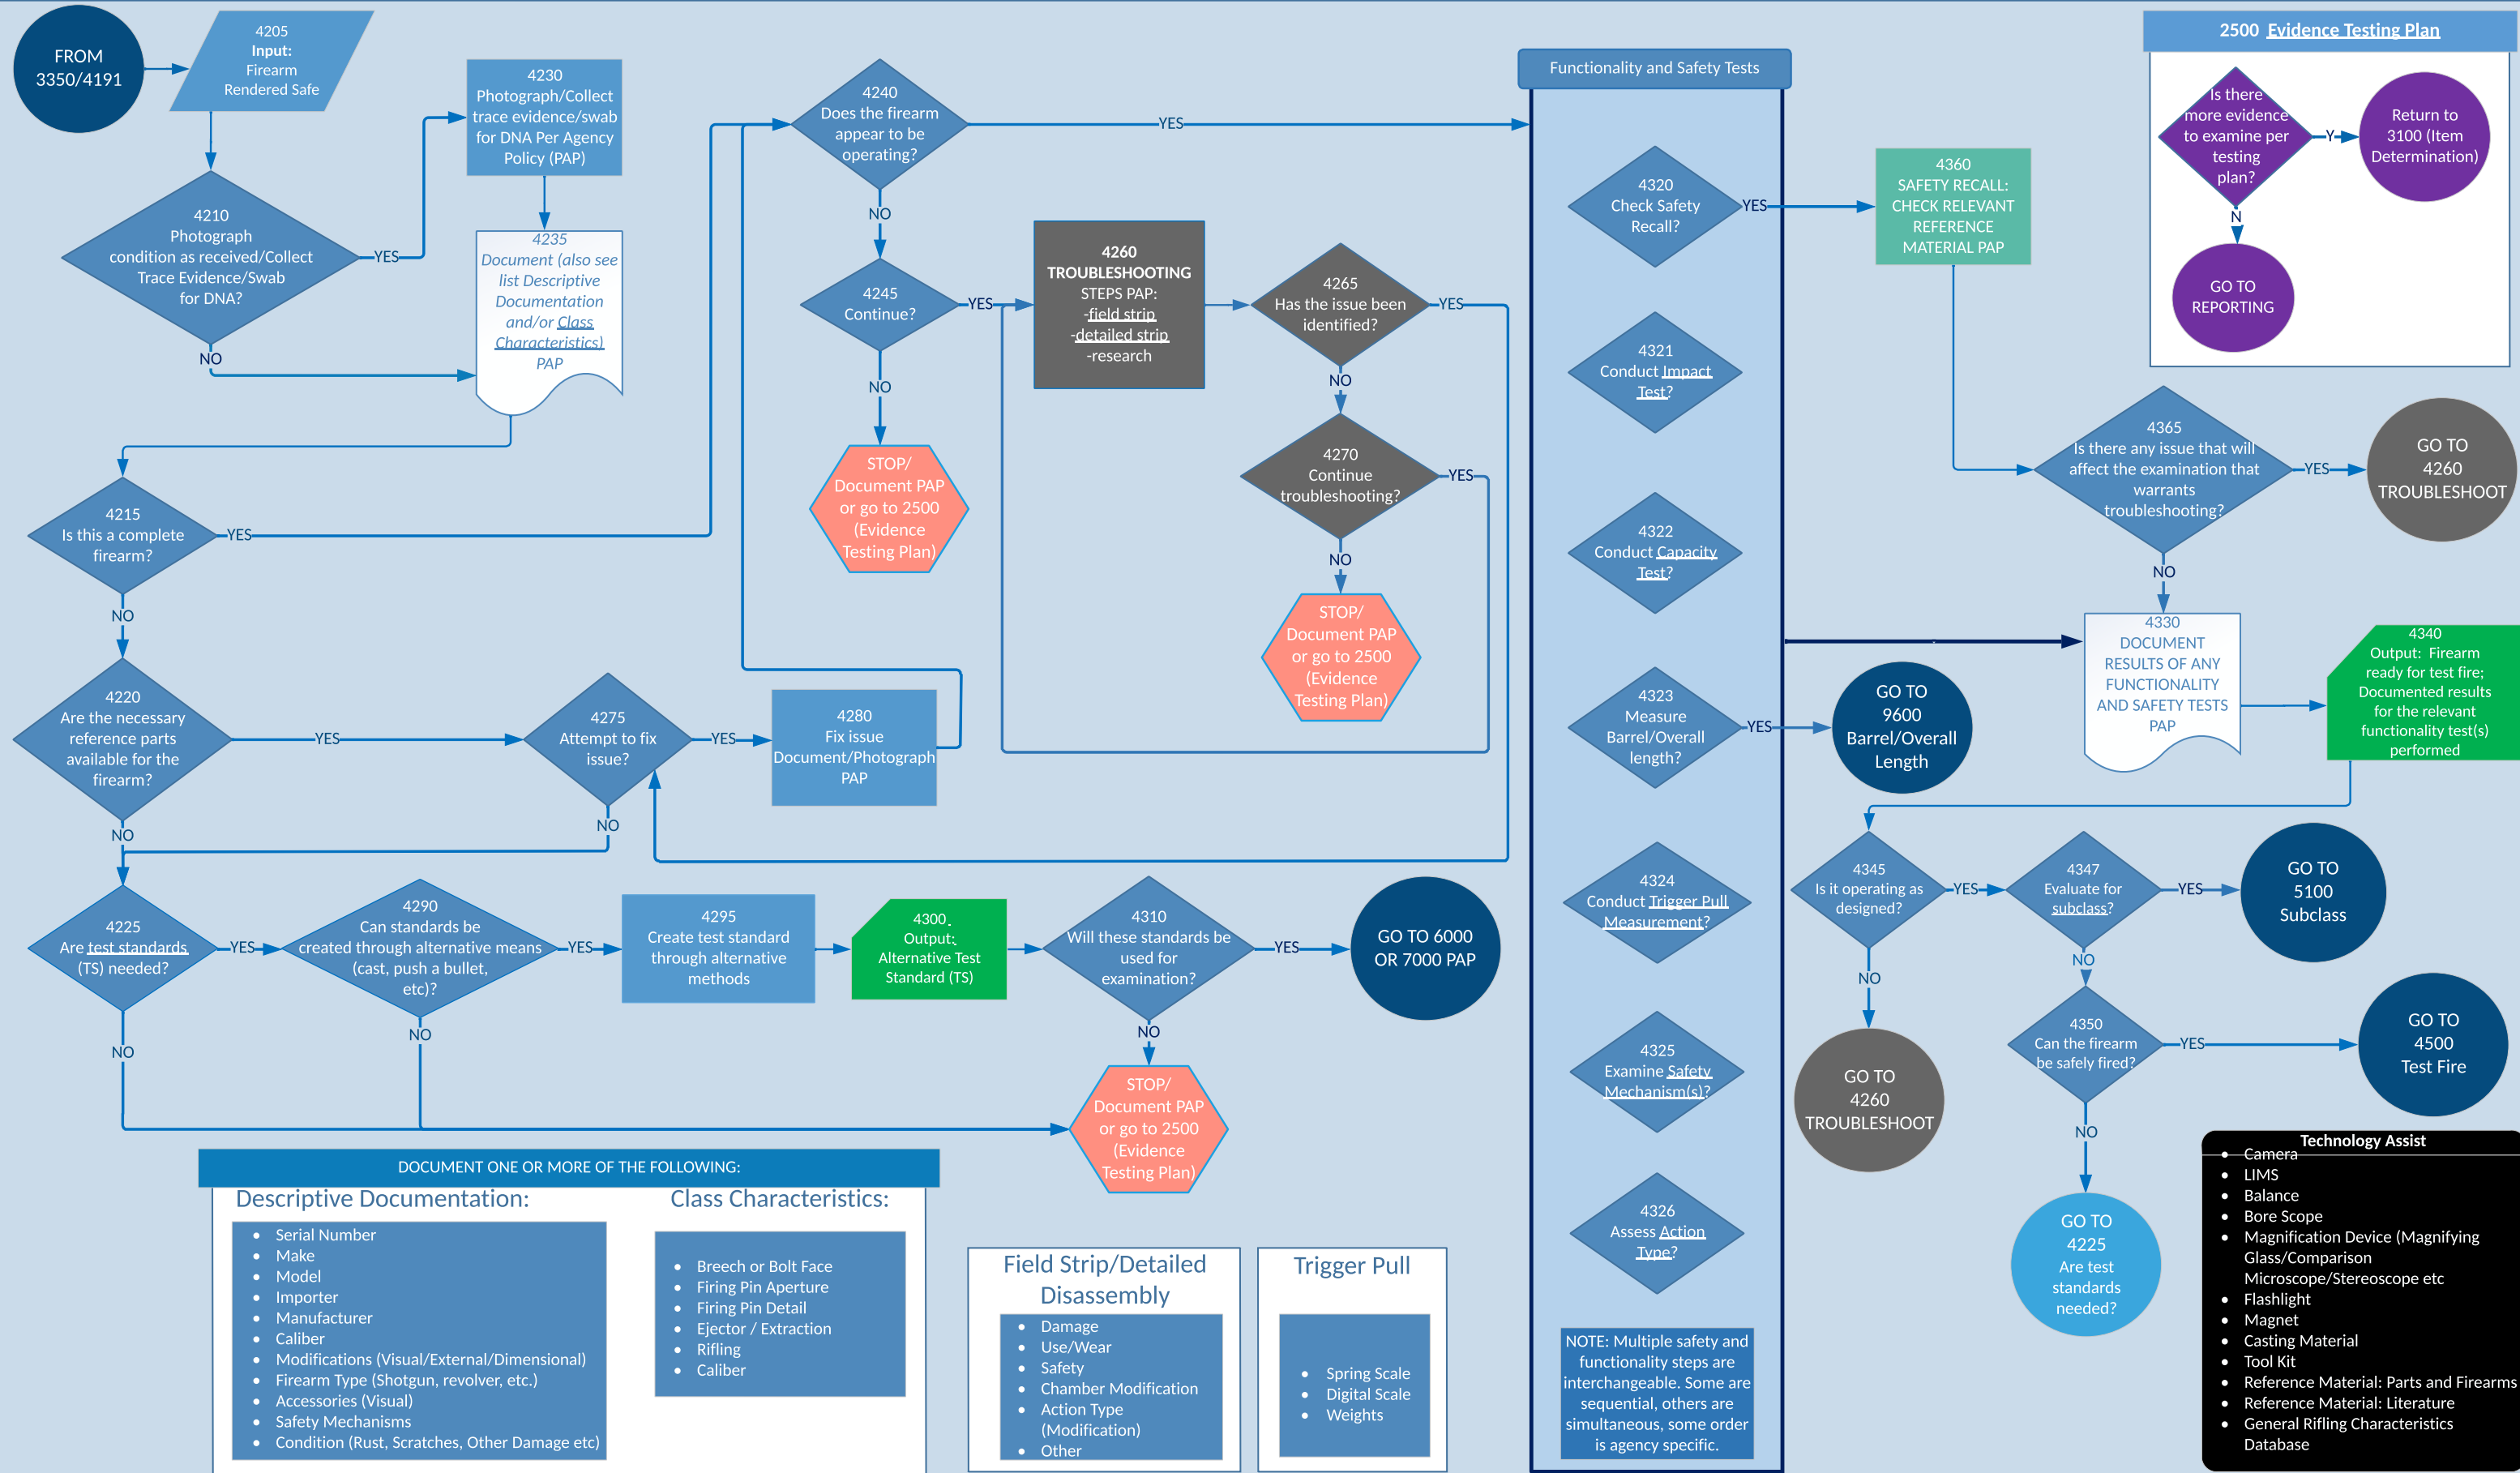 FROM
3350/4191
4205
Input:
Firearm
Rendered Safe
4210
Photograph
condition as received/Collect
Trace Evidence/Swab
for DNA?
YES
NO
4230
Photograph/Collect
trace evidence/swab
for DNA Per Agency
Policy (PAP)
4235
Document (also see
list Descriptive
Documentation
and/or Class
Characteristics)
PAP
4215
Is this a complete
firearm?
YES
NO
4220
Are the necessary
reference parts
available for the
firearm?
YES
NO
4275
Attempt to fix
issue?
YES
NO
4280
Fix issue
Document/Photograph
PAP
4240
Does the firearm
appear to be
operating?
YES
NO
4245
Continue?
YES
NO
STOP/
Document PAP
or go to 2500
(Evidence
Testing Plan)
4260
TROUBLESHOOTING
STEPS PAP:
-field strip
-detailed strip
-research
4265
Has the issue been
identified?
YES
NO
4270
Continue
troubleshooting?
YES
NO
STOP/
Document PAP
or go to 2500
(Evidence
Testing Plan)
4225
Are test standards
(TS) needed?
YES
NO
4290
Can standards be
created through alternative means
(cast, push a bullet,
etc)?
YES
NO
4295
Create test standard
through alternative
methods
4300.
Output:
Alternative Test
Standard (TS)
4310
Will these standards be
used for
examination?
YES
NO
GO TO 6000
OR 7000 PAP
STOP/
Document PAP
or go to 2500
(Evidence
Testing Plan)
Functionality and Safety Tests
4320
Check Safety
Recall?
YES
4321
Conduct Impact
Test?
4322
Conduct Capacity
Test?
4323
Measure
Barrel/Overall
length?
YES
4324
Conduct Trigger Pull
Measurement?
4325
Examine Safety
Mechanism(s)?
4326
Assess Action
Type?
NOTE: Multiple safety and
functionality steps are
interchangeable. Some are
sequential, others are
simultaneous, some order
is agency specific.
4360
SAFETY RECALL:
CHECK RELEVANT
REFERENCE
MATERIAL PAP
GO TO
9600
Barrel/Overall
Length
2500 Evidence Testing Plan
Is there
more evidence
to examine per
testing
plan?
Y
N
Return to
3100 (Item
Determination)
GO TO
REPORTING
4365
Is there any issue that will
affect the examination that
warrants
troubleshooting?
YES
NO
GO TO
4260
TROUBLESHOOT
4330
DOCUMENT
RESULTS OF ANY
FUNCTIONALITY
AND SAFETY TESTS
PAP
4340
Output: Firearm
ready for test fire;
Documented results
for the relevant
functionality test(s)
performed
4345
Is it operating as
designed?
YES
NO
4347
Evaluate for
subclass?
YES
NO
GO TO
5100
Subclass
4350
Can the firearm
be safely fired?
YES
NO
GO TO
4500
Test Fire
GO TO
4260
TROUBLESHOOT
GO TO
4225
Are test
standards
needed?
DOCUMENT ONE OR MORE OF THE FOLLOWING:
Descriptive Documentation:
• Serial Number
• Make
• Model
• Importer
• Manufacturer
• Caliber
• Modifications (Visual/External/Dimensional)
• Firearm Type (Shotgun, revolver, etc.)
• Accessories (Visual)
• Safety Mechanisms
• Condition (Rust, Scratches, Other Damage etc)
Class Characteristics:
• Breech or Bolt Face
• Firing Pin Aperture
• Firing Pin Detail
• Ejector / Extraction
• Rifling
• Caliber
Field Strip/Detailed
Disassembly
• Damage
• Use/Wear
• Safety
• Chamber Modification
• Action Type
(Modification)
• Other
Trigger Pull
• Spring Scale
• Digital Scale
• Weights
Technology Assist
• Camera
• LIMS
• Balance
• Bore Scope
• Magnification Device (Magnifying
Glass/Comparison
Microscope/Stereoscope etc
• Flashlight
• Magnet
• Casting Material
• Tool Kit
• Reference Material: Parts and Firearms
• Reference Material: Literature
• General Rifling Characteristics
Database